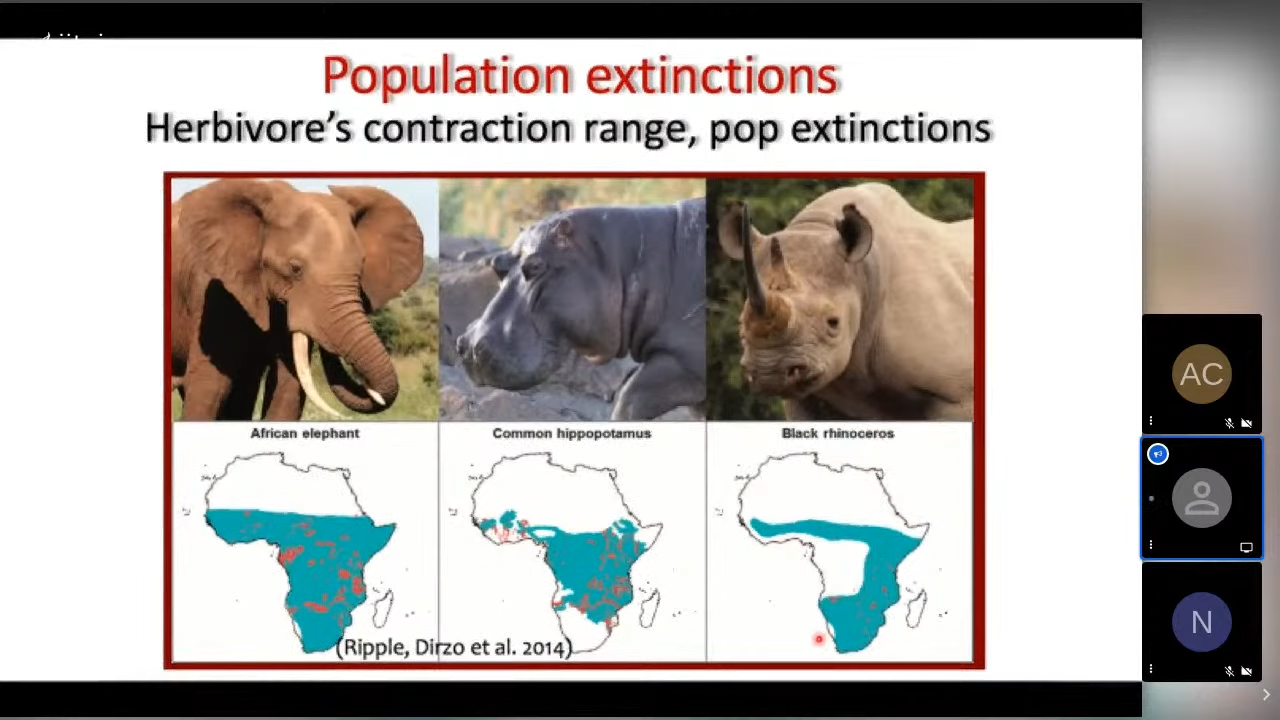 Population extinctions
Herbivore's contraction range, pop extinctions
African elephant
Common hippopotamus
Black rhinoceros
(Ripple, Dirzo et al. 2014)
AC
N